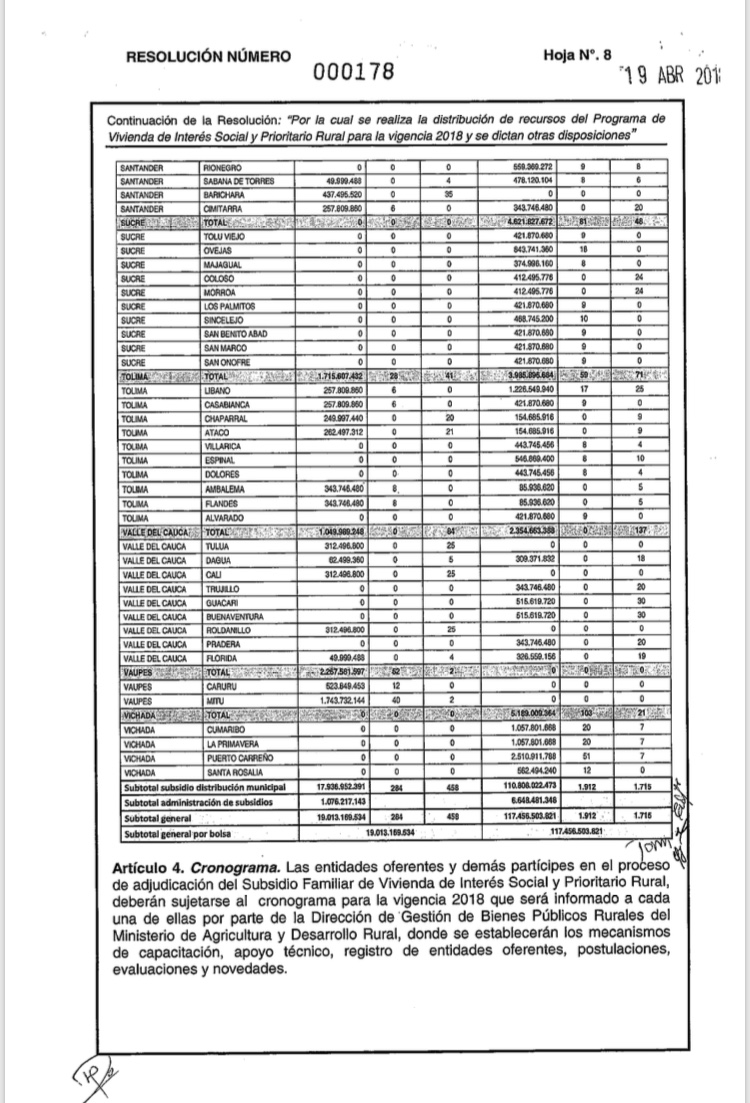 RESOLUCIÓN NÚMERO 000178 Hoja Nº. 8
19 ABR 201
Continuación de la Resolución: "Por la cual se realiza la distribución de recursos del Programa de
Vivienda de Interés Social y Prioritario Rural para la vigencia 2018 y se dictan otras disposiciones"
SANTANDER RIONEGRO 0 0 0 559.369.272 9 8
SANTANDER SABANA DE TORRES 49.999.488 0 4 478.120.104 8 6
SANTANDER BARICHARA 437.495.520 0 35 0 0 0
SANTANDER CIMITARRA 257.809.860 6 0 343.746.480 0 20
SUCRE TOTAL 0 0 0 4.621.827.672 81 48
SUCRE TOLU VIEJO 0 0 0 421.870.680 9 0
SUCRE OVEJAS 0 0 0 843.741.360 18 0
SUCRE MAJAGUAL 0 0 0 374.996.160 8 0
SUCRE COLOSO 0 0 0 412.495.776 0 24
SUCRE MORROA 0 0 0 412.495.776 0 24
SUCRE LOS PALMITOS 0 0 0 421.870.680 9 0
SUCRE SINCELEJO 0 0 0 468.745.200 10 0
SUCRE SAN BENITO ABAD 0 0 0 421.870.680 9 0
SUCRE SAN MARCO 0 0 0 421.870.680 9 0
SUCRE SAN ONOFRE 0 0 0 421.870.680 9 0
TOLIMA TOTAL 1.715.607.432 28 41 3.985.896.684 59 71
TOLIMA LIBANO 257.809.860 6 0 1.226.549.940 17 25
TOLIMA CASABIANCA 257.809.860 6 0 421.870.680 9 0
TOLIMA CHAPARRAL 249.997.440 0 20 154.685.916 0 9
TOLIMA ATACO 262.497.312 0 21 154.685.916 0 9
TOLIMA VILLARICA 0 0 0 443.745.456 8 4
TOLIMA ESPINAL 0 0 0 546.869.400 8 10
TOLIMA DOLORES 0 0 0 443.745.456 8 4
TOLIMA AMBALEMA 343.746.480 8 0 85.936.620 0 5
TOLIMA FLANDES 343.746.480 8 0 85.936.620 0 5
TOLIMA ALVARADO 0 0 0 421.870.680 9 0
VALLE DEL CAUCA TOTAL 1.049.989.248 0 84 2.354.663.388 0 137
VALLE DEL CAUCA TULUA 312.496.800 0 25 0 0 0
VALLE DEL CAUCA DAGUA 62.499.360 0 5 309.371.832 0 18
VALLE DEL CAUCA CALI 312.496.800 0 25 0 0 0
VALLE DEL CAUCA TRUJILLO 0 0 0 343.746.480 0 20
VALLE DEL CAUCA GUACARI 0 0 0 515.619.720 0 30
VALLE DEL CAUCA BUENAVENTURA 0 0 0 515.619.720 0 30
VALLE DEL CAUCA ROLDANILLO 312.496.800 0 25 0 0 0
VALLE DEL CAUCA PRADERA 0 0 0 343.746.480 0 20
VALLE DEL CAUCA FLORIDA 49.999.488 0 4 326.559.156 0 19
VAUPES TOTAL 2.267.581.597 52 2 0 0 0
VAUPES CARURU 523.849.453 12 0 0 0 0
VAUPES MITU 1.743.732.144 40 2 0 0 0
VICHADA TOTAL 0 0 0 5.189.009.364 103 21
VICHADA CUMARIBO 0 0 0 1.057.801.668 20 7
VICHADA LA PRIMAVERA 0 0 0 1.057.801.668 20 7
VICHADA PUERTO CARREÑO 0 0 0 2.510.911.788 51 7
VICHADA SANTA ROSALIA 0 0 0 562.494.240 12 0
Subtotal subsidio distribución municipal 17.936.952.391 284 458 110.808.022.473 1.912 1.715
Subtotal administración de subsidios 1.076.217.143 6.648.481.348
Subtotal general 19.013.169.534 284 458 117.456.503.821 1.912 1.715
Subtotal general por bolsa 19.013.169.534 117.456.503.821
Artículo 4. Cronograma. Las entidades oferentes y demás partícipes en el proceso
de adjudicación del Subsidio Familiar de Vivienda de Interés Social y Prioritario Rural,
deberán sujetarse al cronograma para la vigencia 2018 que será informado a cada
una de ellas por parte de la Dirección de Gestión de Bienes Públicos Rurales del
Ministerio de Agricultura y Desarrollo Rural, donde se establecerán los mecanismos
de capacitación, apoyo técnico, registro de entidades oferentes, postulaciones,
evaluaciones y novedades.